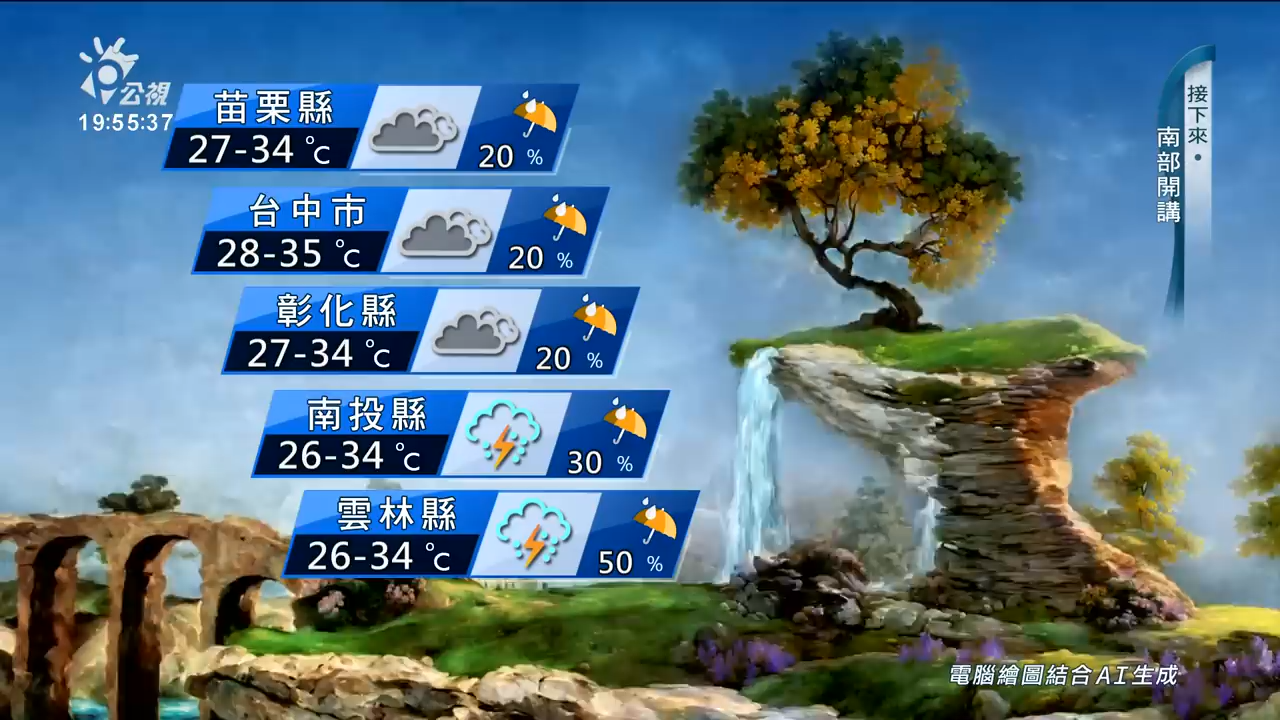 公視
19:55:37
苗栗縣
27-34 ℃
20 %
台中市
28-35 ℃
20 %
彰化縣
27-34 ℃
20 %
南投縣
26-34 ℃
30 %
雲林縣
26-34 ℃
50 %
接下來・
南部開講
電腦繪圖結合AI生成